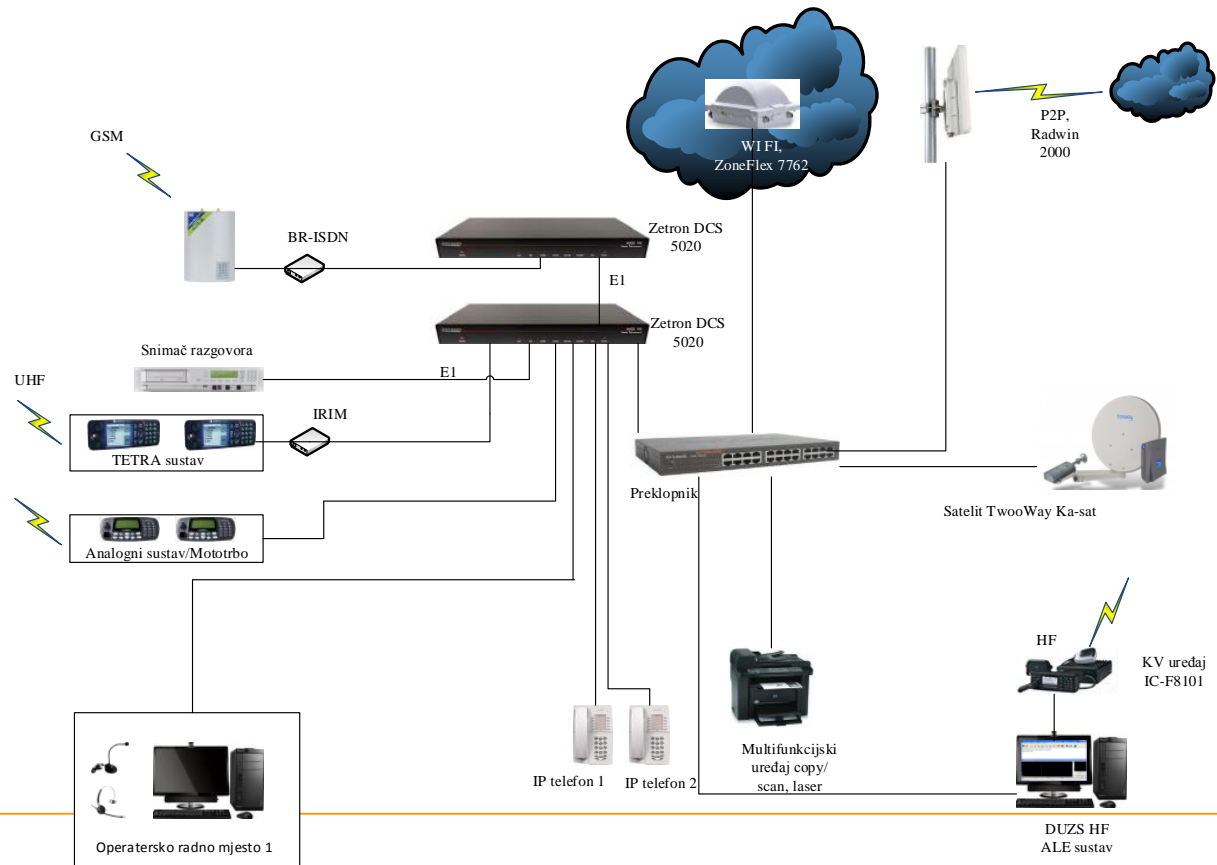 GSM
BR-ISDN
Zetron DCS
5020
E1
Zetron DCS
5020
WI FI,
ZoneFlex 7762
P2P,
Radwin
2000
Snimač razgovora
E1
UHF
IRIM
TETRA sustav
Analogni sustav/Mototrbo
Preklopnik
Satelit TwooWay Ka-sat
HF
KV uređaj
IC-F8101
IP telefon 1
IP telefon 2
Multifunkcijski
uređaj copy/
scan, laser
DUZS HF
ALE sustav
Operatersko radno mjesto 1